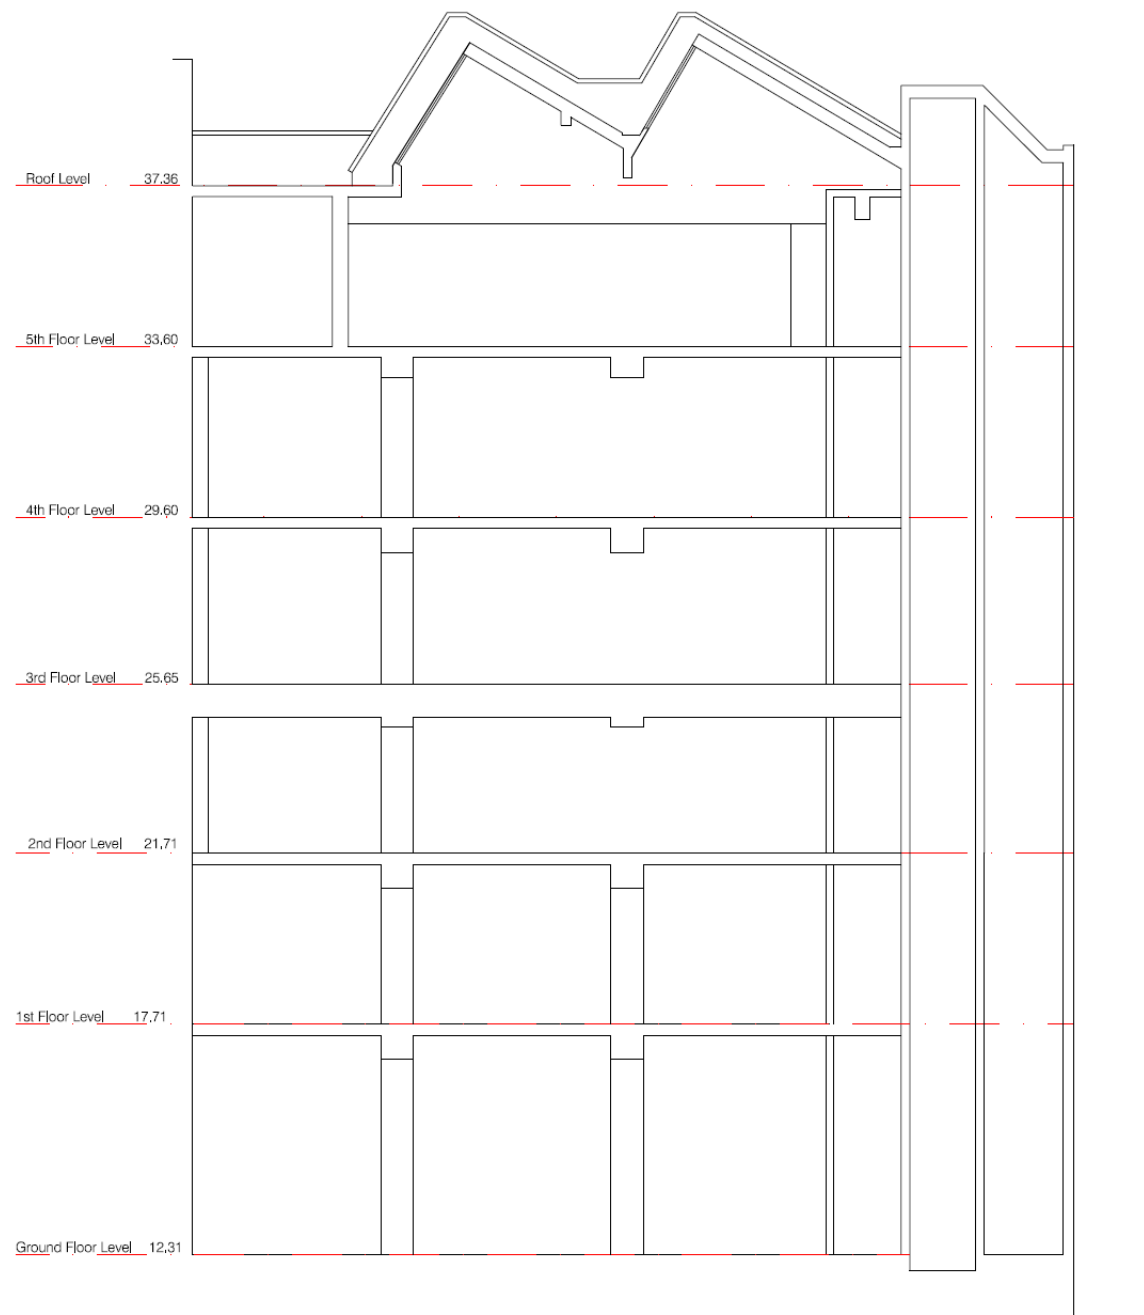 Roof Level 37.36
5th Floor Level 33.60
4th Floor Level 29.60
3rd Floor Level 25.65
2nd Floor Level 21.71
1st Floor Level 17.71
Ground Floor Level 12.31